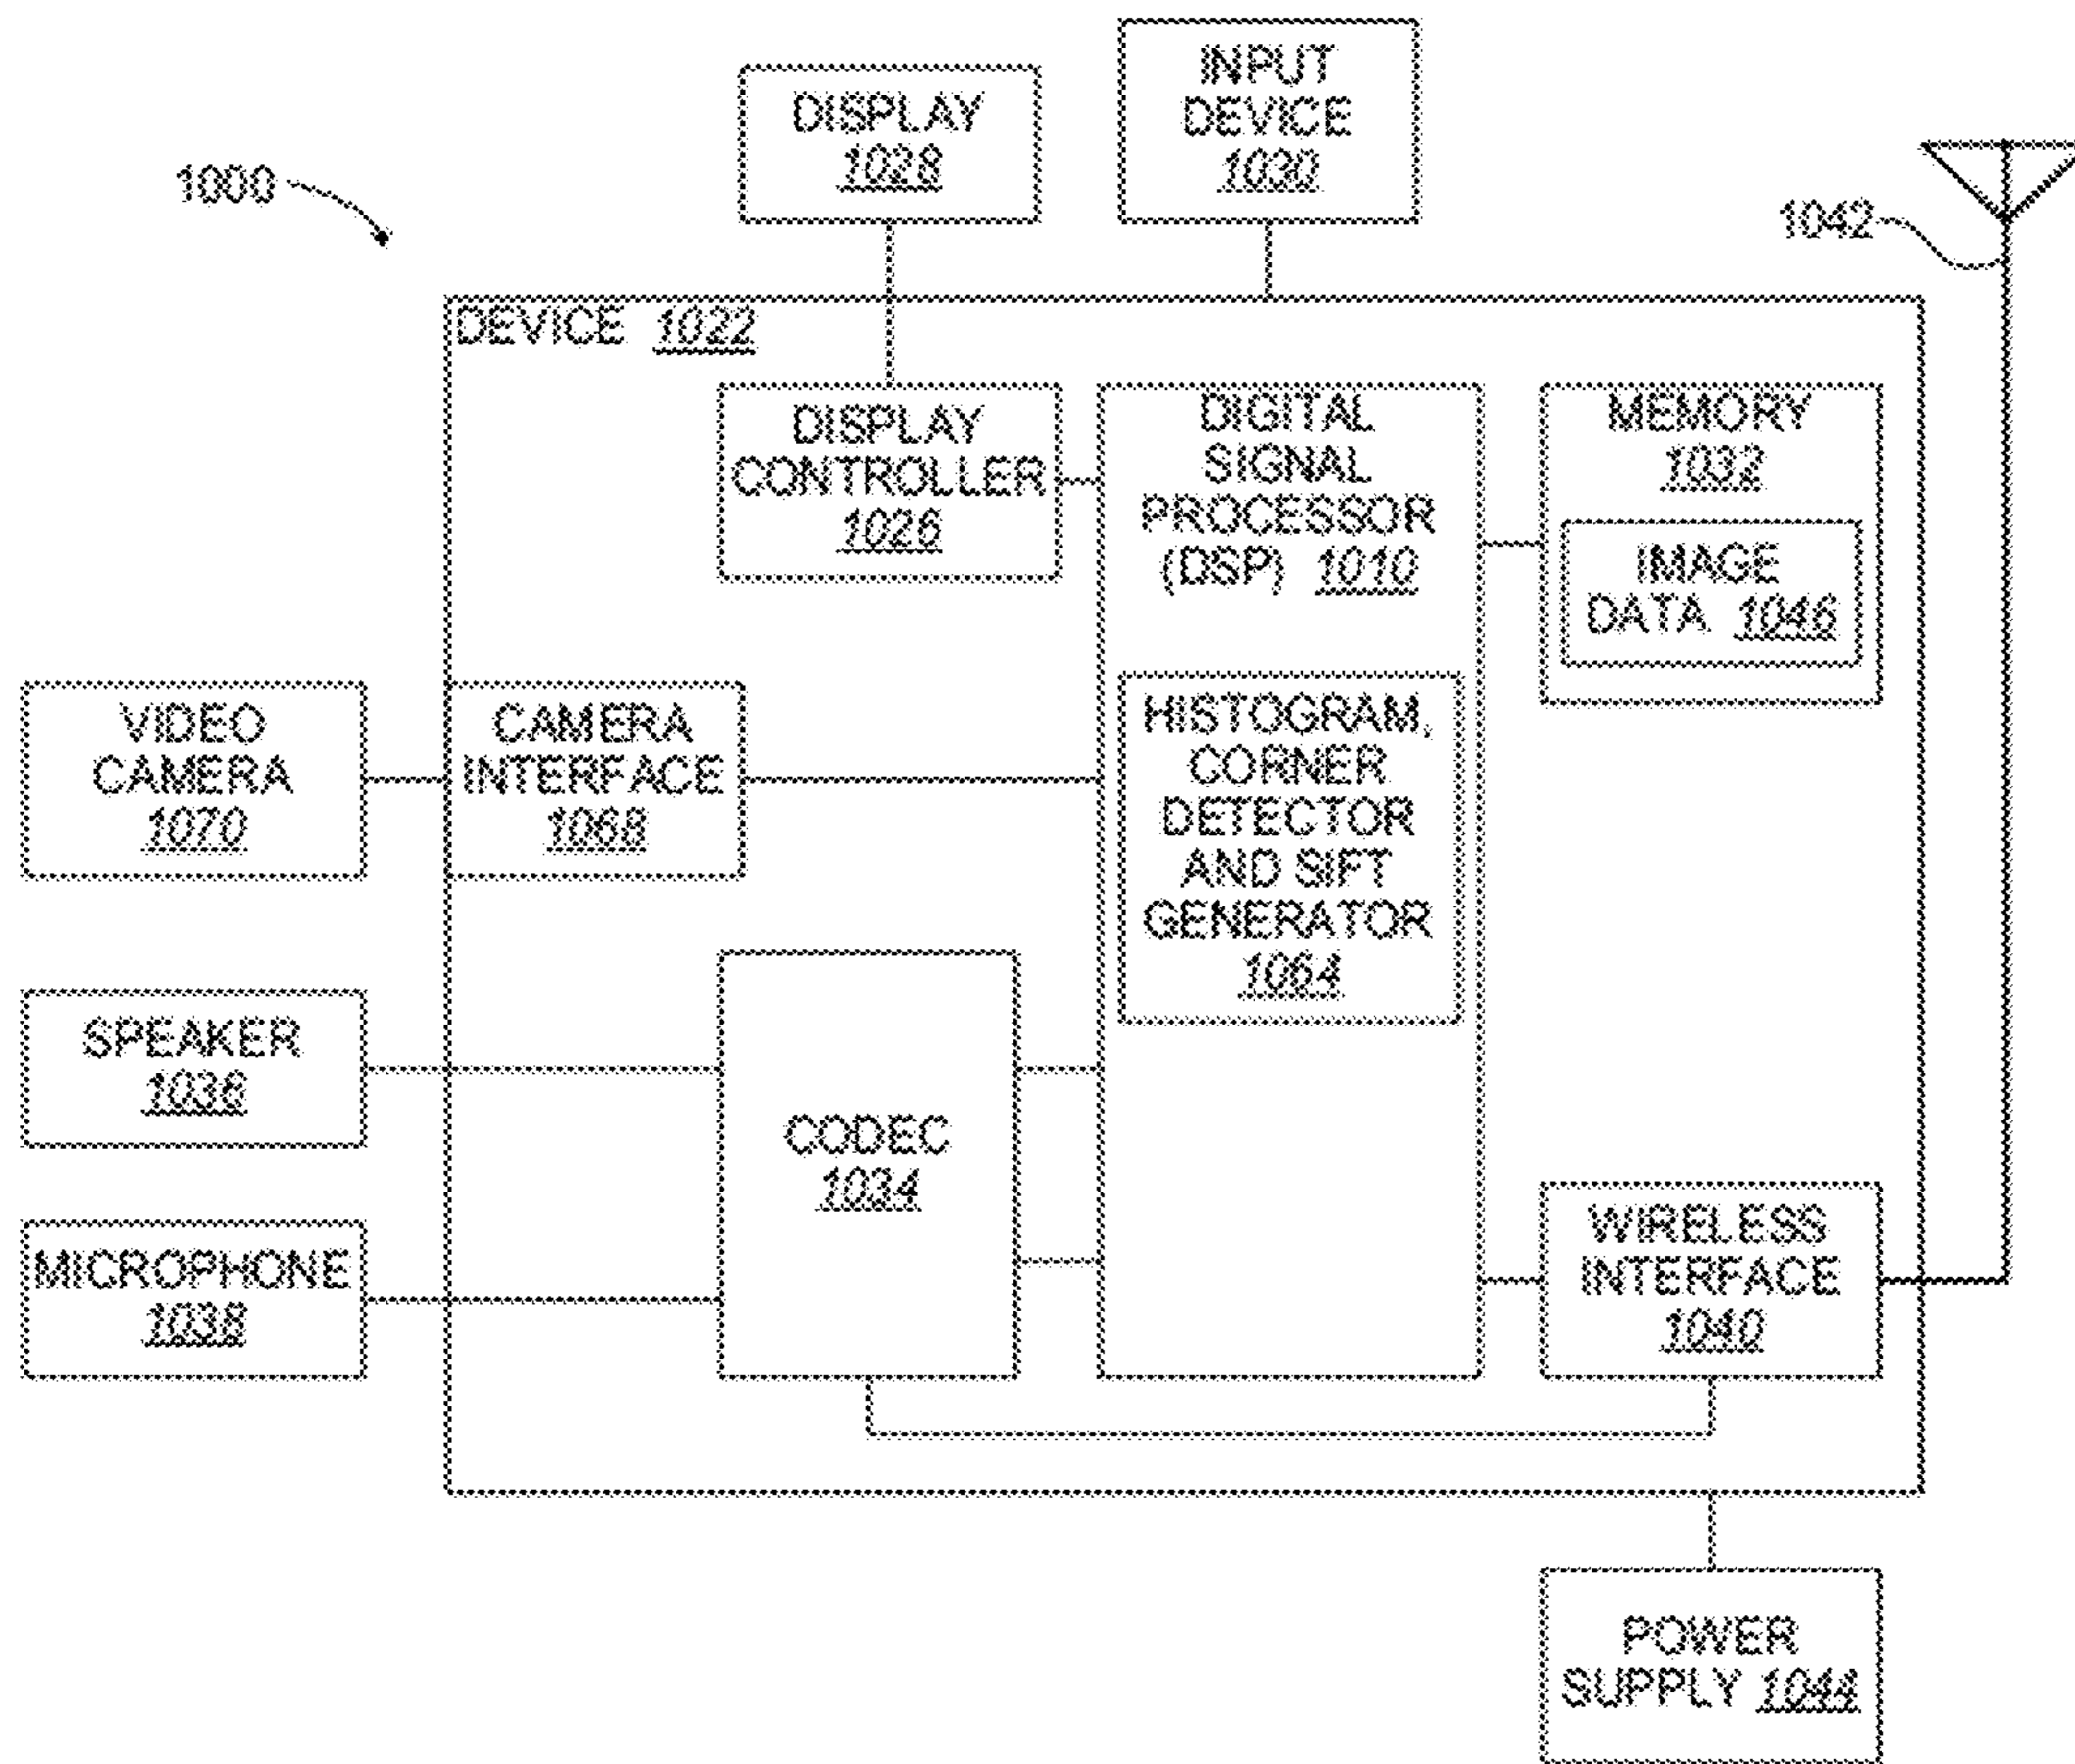 INPUT
DEVICE
1030
DISPLAY
1028
1000
1042
DEVICE 1022
DISPLAY
CONTROLLER
1026
DIGITAL
SIGNAL
PROCESSOR
(DSP) 1010
MEMORY
1032
IMAGE
DATA 1046
VIDEO
CAMERA
1070
CAMERA
INTERFACE
1068
HISTOGRAM,
CORNER
DETECTOR
AND SIFT
GENERATOR
1064
SPEAKER
1036
CODEC
1034
MICROPHONE
1038
WIRELESS
INTERFACE
1040
POWER
SUPPLY 1044